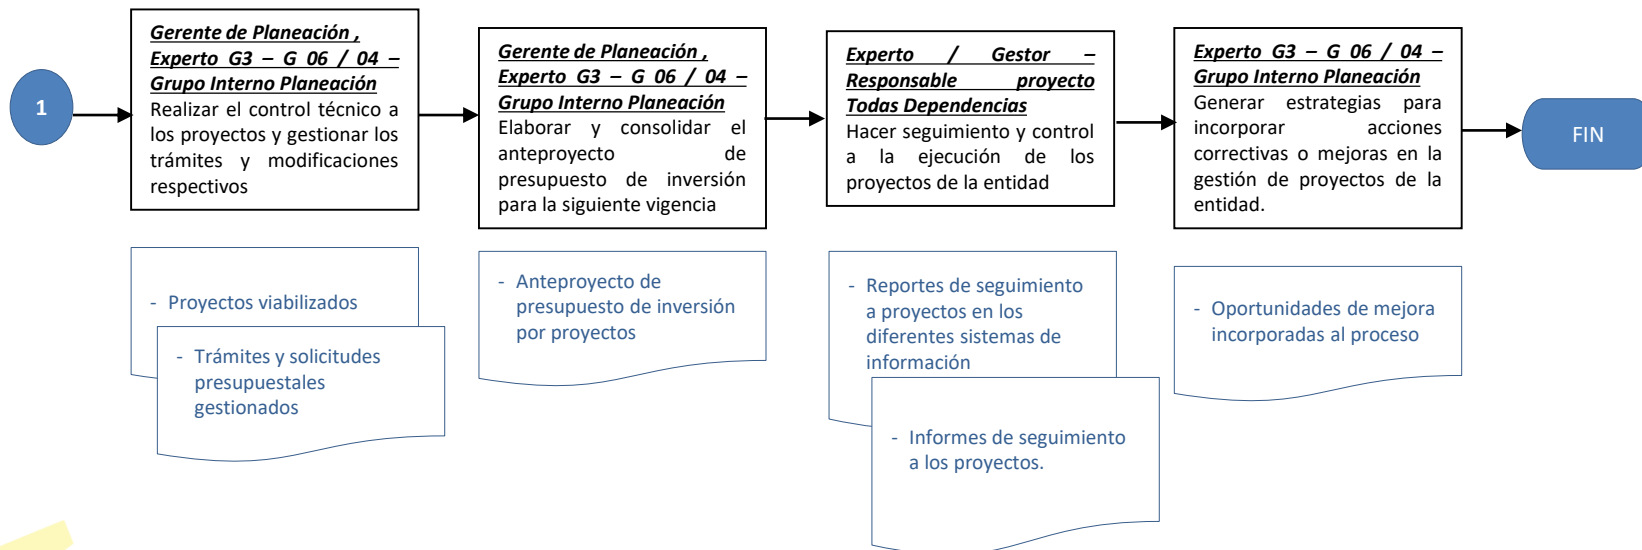 1
Gerente de Planeación ,
Experto G3 – G 06 / 04 –
Grupo Interno Planeación
Realizar el control técnico a
los proyectos y gestionar los
trámites y modificaciones
respectivos
Gerente de Planeación ,
Experto G3 – G 06 / 04 –
Grupo Interno Planeación
Elaborar y consolidar el
anteproyecto de
presupuesto de inversión
para la siguiente vigencia
Experto / Gestor –
Responsable proyecto
Todas Dependencias
Hacer seguimiento y control
a la ejecución de los
proyectos de la entidad
Experto G3 – G 06 / 04 –
Grupo Interno Planeación
Generar estrategias para
incorporar acciones
correctivas o mejoras en la
gestión de proyectos de la
entidad.
FIN
- Proyectos viabilizados
- Trámites y solicitudes
presupuestales
gestionados
- Anteproyecto de
presupuesto de inversión
por proyectos
- Reportes de seguimiento
a proyectos en los
diferentes sistemas de
información
- Informes de seguimiento
a los proyectos.
- Oportunidades de mejora
incorporadas al proceso